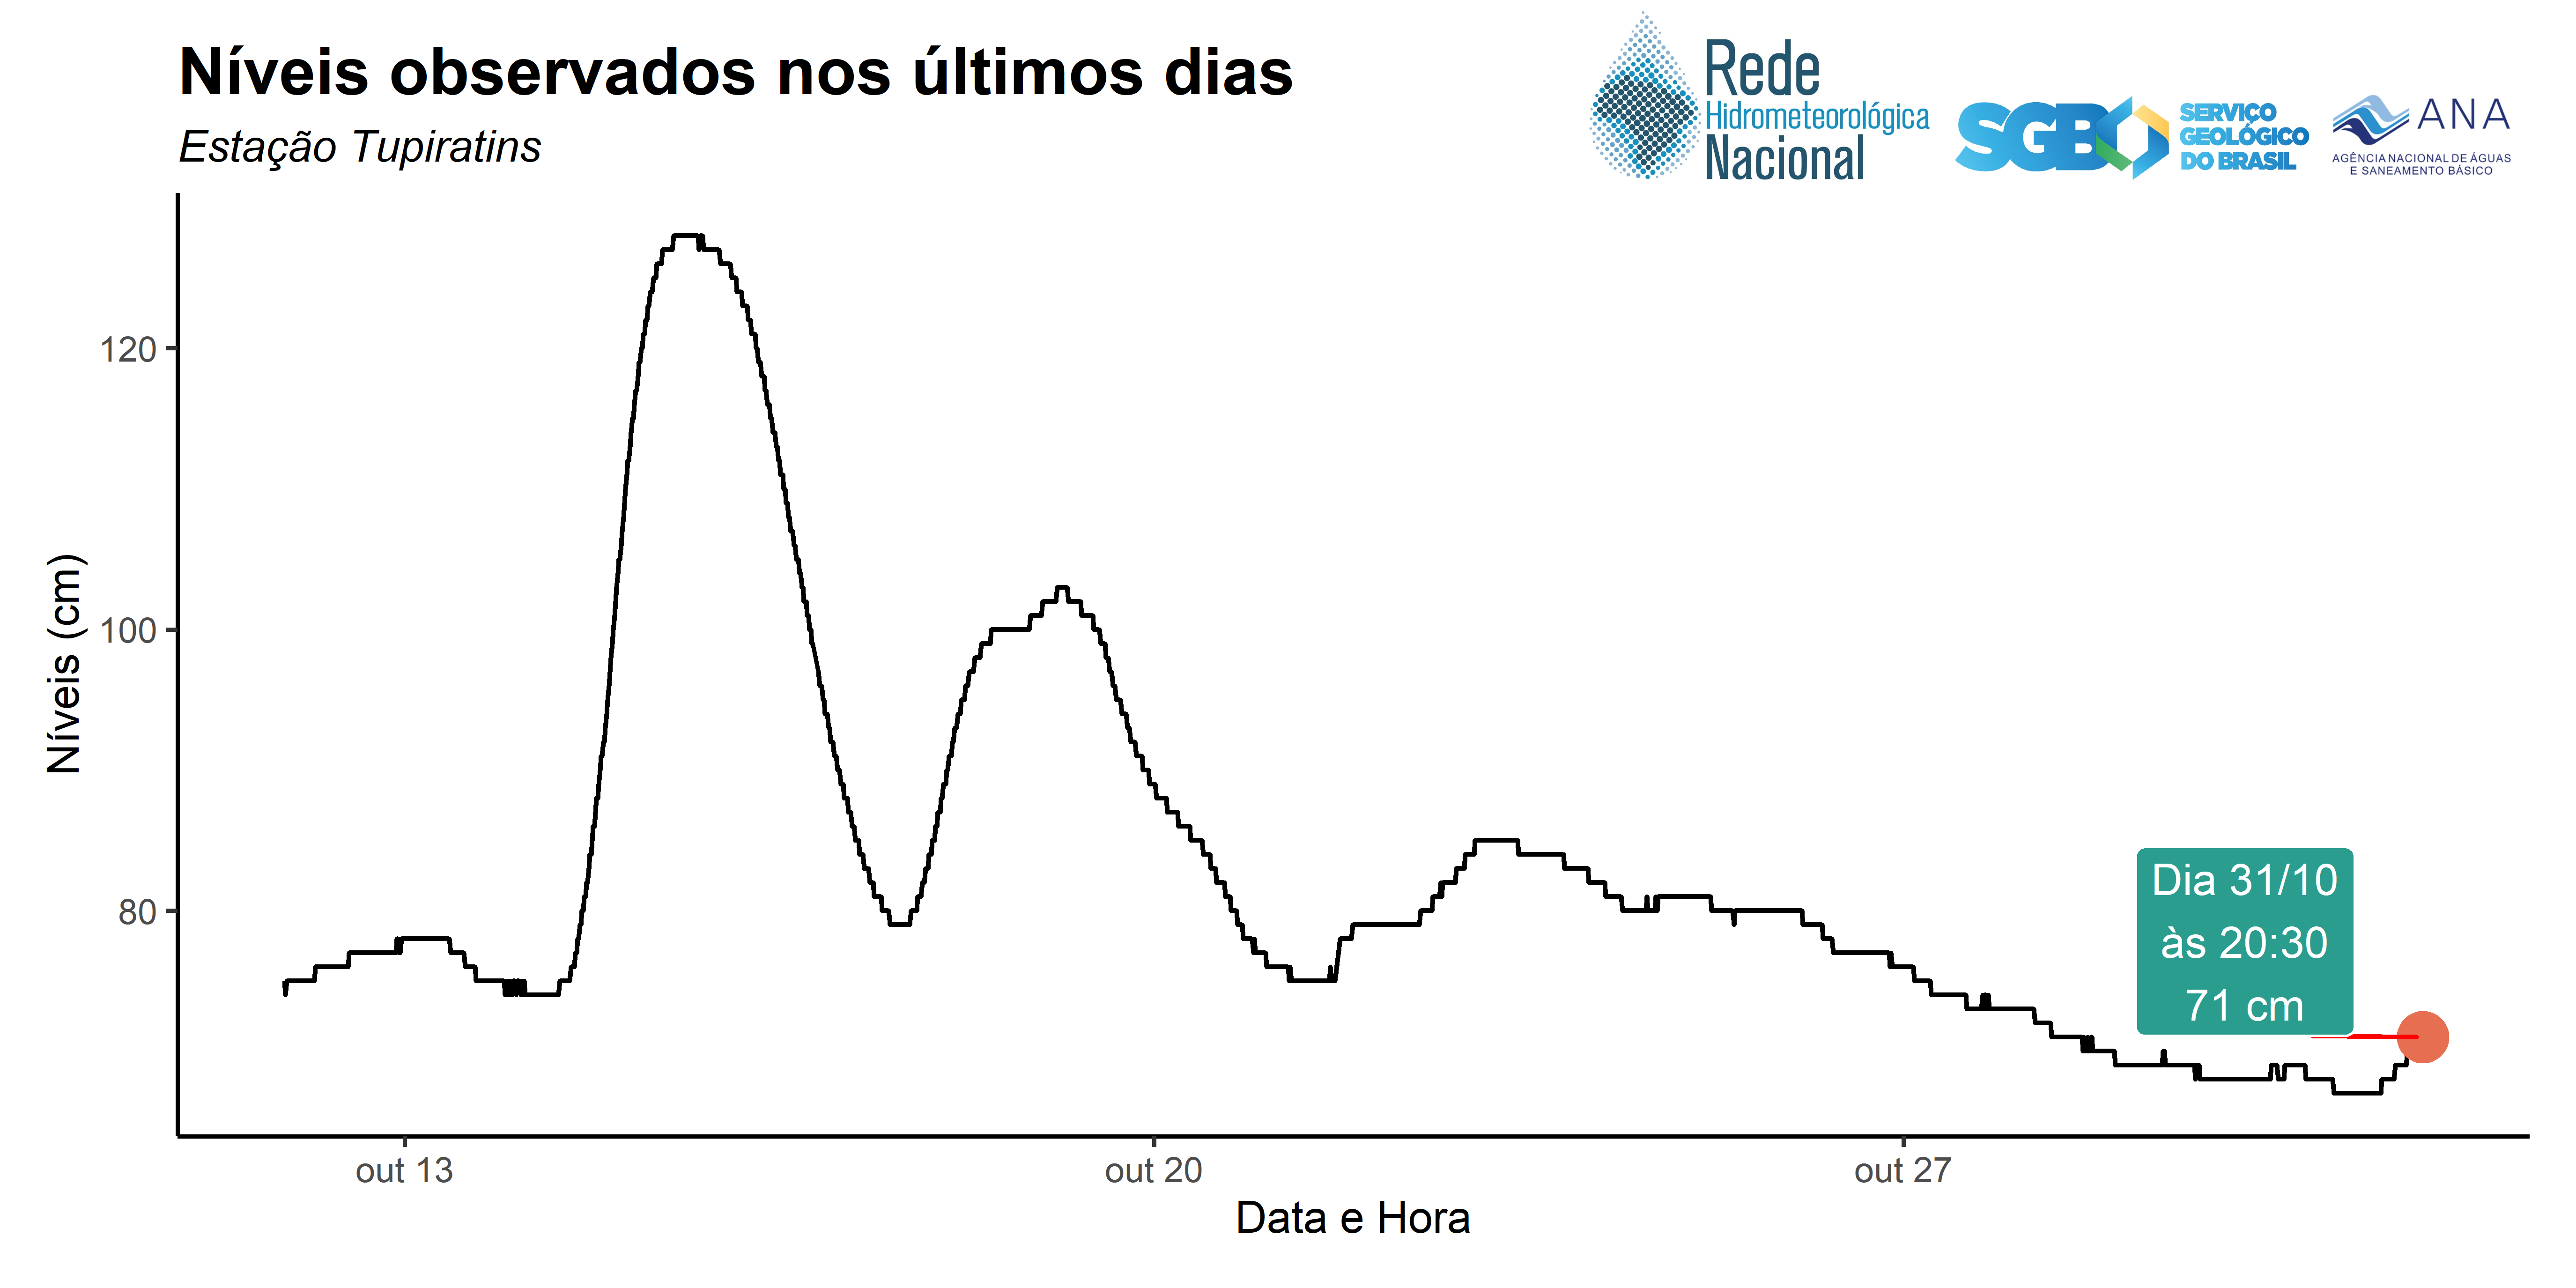 Níveis observados nos últimos dias
Estação Tupiratins
Rede
Hidrometeorológica
Nacional
SGB
SERVIÇO
GEOLÓGICO
DO BRASIL
ANA
AGÊNCIA NACIONAL DE ÁGUAS
E SANEAMENTO BÁSICO
Níveis (cm)
120
100
80
Dia 31/10
às 20:30
71 cm
out 13
out 20
out 27
Data e Hora